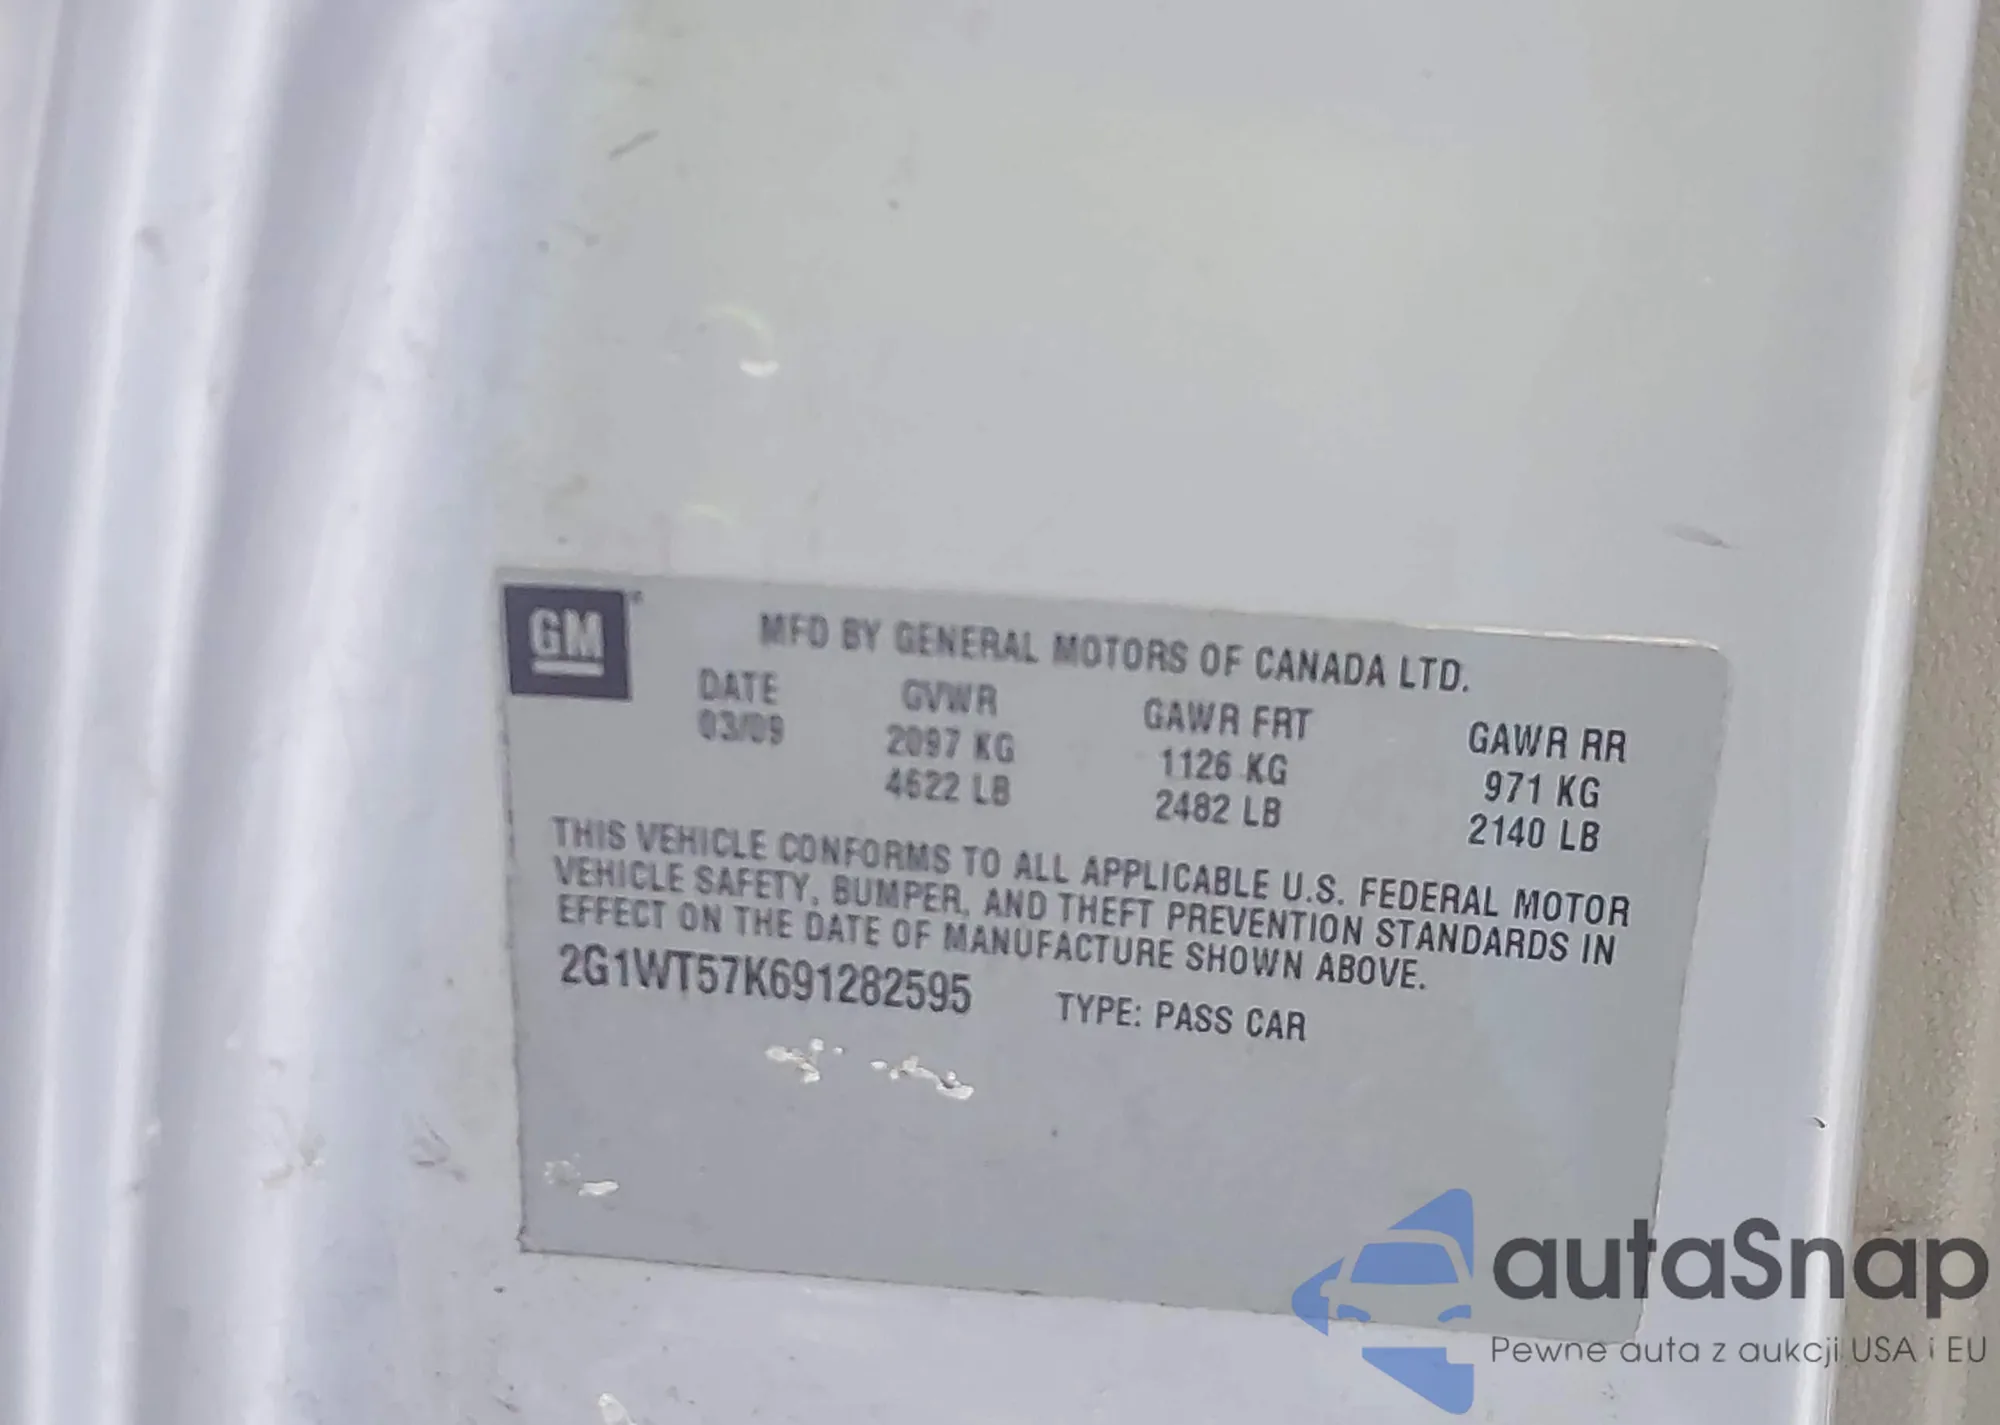 GM
MFD BY GENERAL MOTORS OF CANADA LTD.
DATE GVWR GAWR FRT GAWR RR
03/09 2097 KG 1126 KG 971 KG
4622 LB 2482 LB 2140 LB
THIS VEHICLE CONFORMS TO ALL APPLICABLE U.S. FEDERAL MOTOR
VEHICLE SAFETY, BUMPER, AND THEFT PREVENTION STANDARDS IN
EFFECT ON THE DATE OF MANUFACTURE SHOWN ABOVE.
2G1WT57K691282595 TYPE: PASS CAR
autaSnap
Pewne auta z aukcji USA i EU